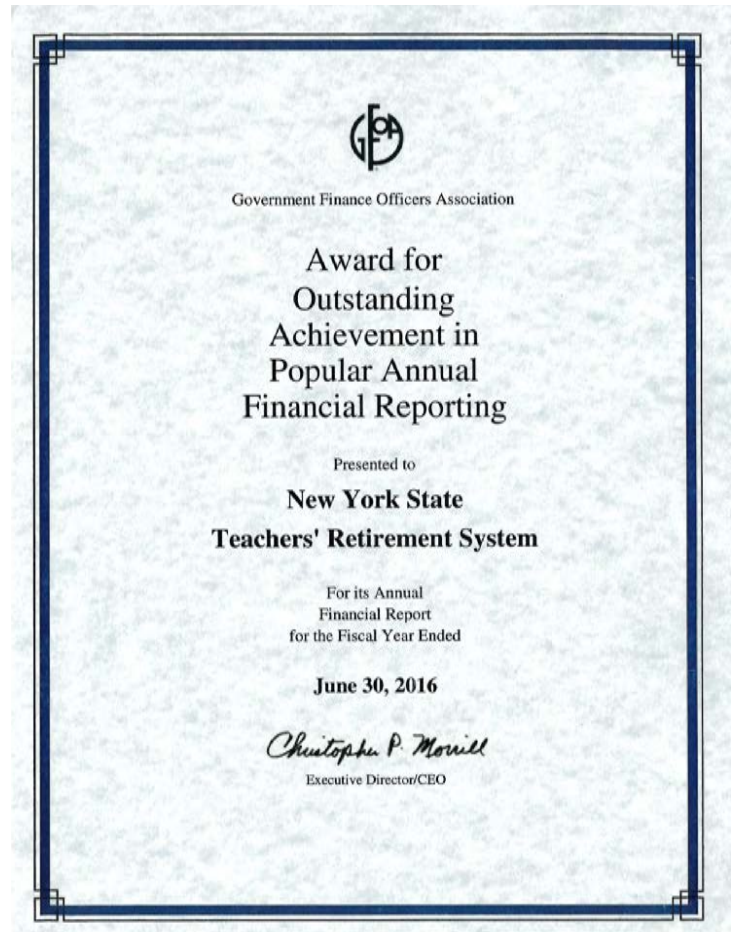 GFOA
Government Finance Officers Association
Award for
Outstanding
Achievement in
Popular Annual
Financial Reporting
Presented to
New York State
Teachers' Retirement System
For its Annual
Financial Report
for the Fiscal Year Ended
June 30, 2016
Christopher P. Morrill
Executive Director/CEO